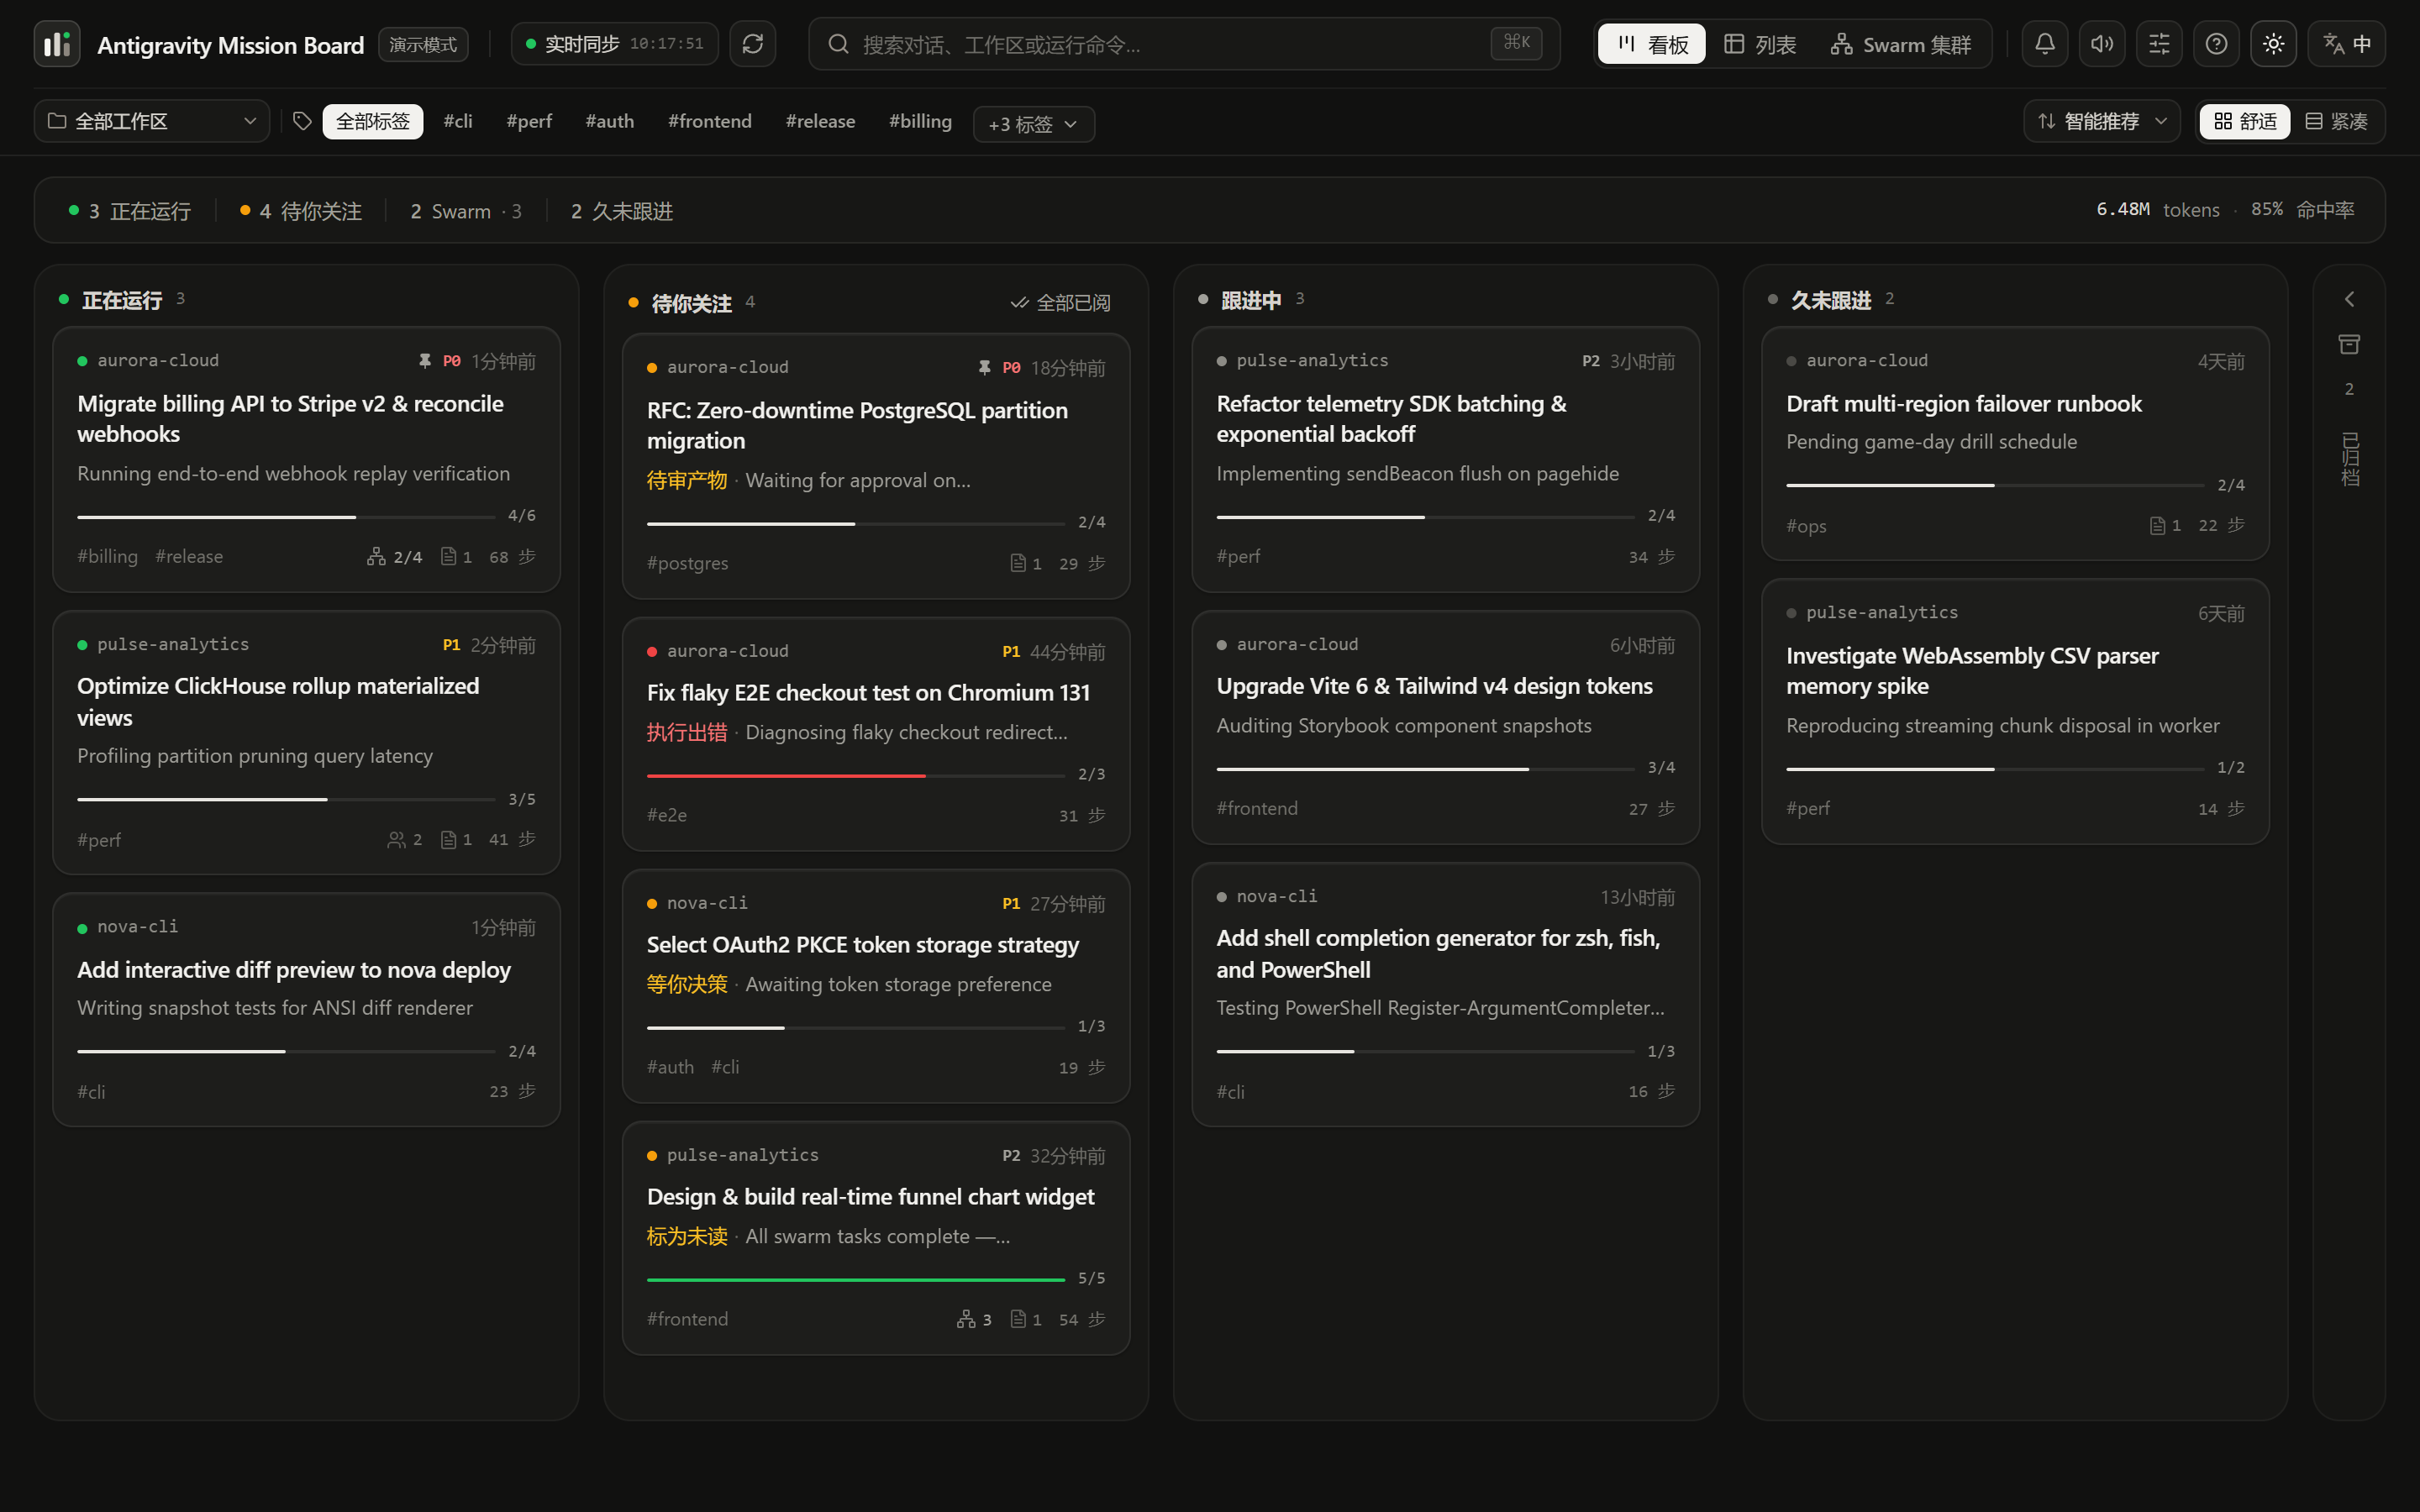 Antigravity Mission Board 演示模式 实时同步 10:17:51 搜索对话、工作区或运行命令... ⌘K 看板 列表 Swarm 集群 中
全部工作区 全部标签 #cli #perf #auth #frontend #release #billing +3 标签 智能推荐 舒适 紧凑
3 正在运行 4 待你关注 2 Swarm · 3 2 久未跟进 6.48M tokens · 85% 命中率
正在运行 3
aurora-cloud P0 1分钟前
Migrate billing API to Stripe v2 & reconcile
webhooks
Running end-to-end webhook replay verification
4/6
#billing #release 2/4 1 68 步
pulse-analytics P1 2分钟前
Optimize ClickHouse rollup materialized
views
Profiling partition pruning query latency
3/5
#perf 2 1 41 步
nova-cli 1分钟前
Add interactive diff preview to nova deploy
Writing snapshot tests for ANSI diff renderer
2/4
#cli 23 步
待你关注 4 全部已阅
aurora-cloud P0 18分钟前
RFC: Zero-downtime PostgreSQL partition
migration
待审产物 · Waiting for approval on...
2/4
#postgres 1 29 步
aurora-cloud P1 44分钟前
Fix flaky E2E checkout test on Chromium 131
执行出错 · Diagnosing flaky checkout redirect...
2/3
#e2e 31 步
nova-cli P1 27分钟前
Select OAuth2 PKCE token storage strategy
等你决策 · Awaiting token storage preference
1/3
#auth #cli 19 步
pulse-analytics P2 32分钟前
Design & build real-time funnel chart widget
标为未读 · All swarm tasks complete —...
5/5
#frontend 3 1 54 步
跟进中 3
pulse-analytics P2 3小时前
Refactor telemetry SDK batching &
exponential backoff
Implementing sendBeacon flush on pagehide
2/4
#perf 34 步
aurora-cloud 6小时前
Upgrade Vite 6 & Tailwind v4 design tokens
Auditing Storybook component snapshots
3/4
#frontend 27 步
nova-cli 13小时前
Add shell completion generator for zsh, fish,
and PowerShell
Testing PowerShell Register-ArgumentCompleter...
1/3
#cli 16 步
久未跟进 2
aurora-cloud 4天前
Draft multi-region failover runbook
Pending game-day drill schedule
2/4
#ops 1 22 步
pulse-analytics 6天前
Investigate WebAssembly CSV parser
memory spike
Reproducing streaming chunk disposal in worker
1/2
#perf 14 步
2
已归档